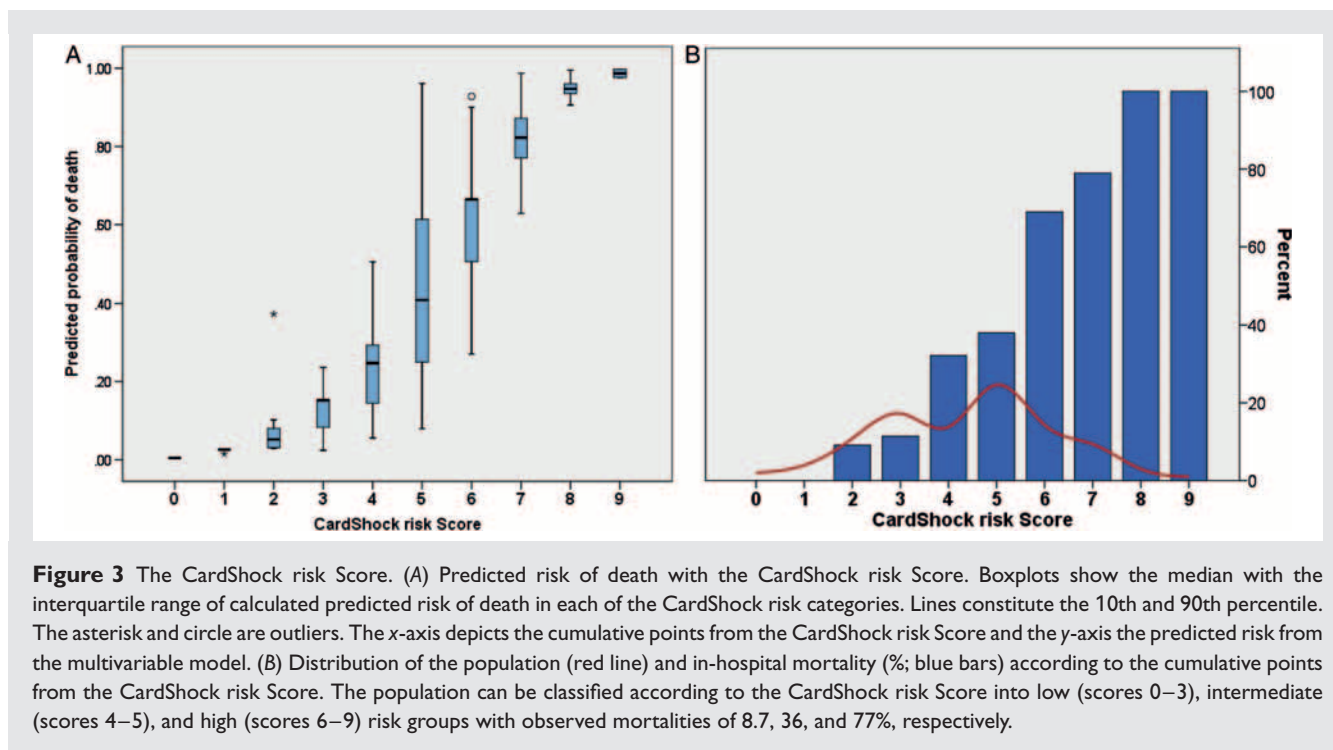 A
B
1.00
.80
.60
.40
.20
.00
Predicted probability of death
0 1 2 3 4 5 6 7 8 9
CardShock risk Score
100
80
60
40
20
0
Percent
0 1 2 3 4 5 6 7 8 9
CardShock risk Score
Figure 3 The CardShock risk Score. (A) Predicted risk of death with the CardShock risk Score. Boxplots show the median with the
interquartile range of calculated predicted risk of death in each of the CardShock risk categories. Lines constitute the 10th and 90th percentile.
The asterisk and circle are outliers. The x-axis depicts the cumulative points from the CardShock risk Score and the y-axis the predicted risk from
the multivariable model. (B) Distribution of the population (red line) and in-hospital mortality (%; blue bars) according to the cumulative points
from the CardShock risk Score. The population can be classified according to the CardShock risk Score into low (scores 0–3), intermediate
(scores 4–5), and high (scores 6–9) risk groups with observed mortalities of 8.7, 36, and 77%, respectively.